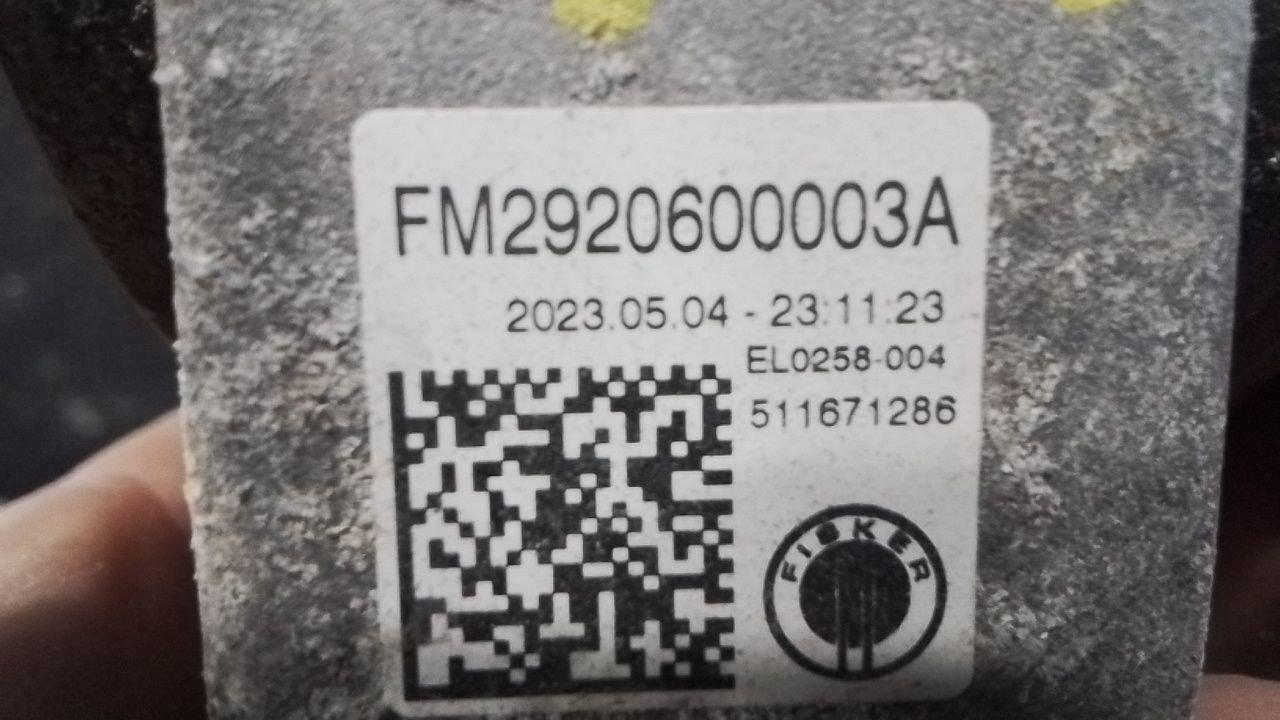 FM2920600003A
2023.05.04 - 23:11:23
EL0258-004
511671286
FISKER